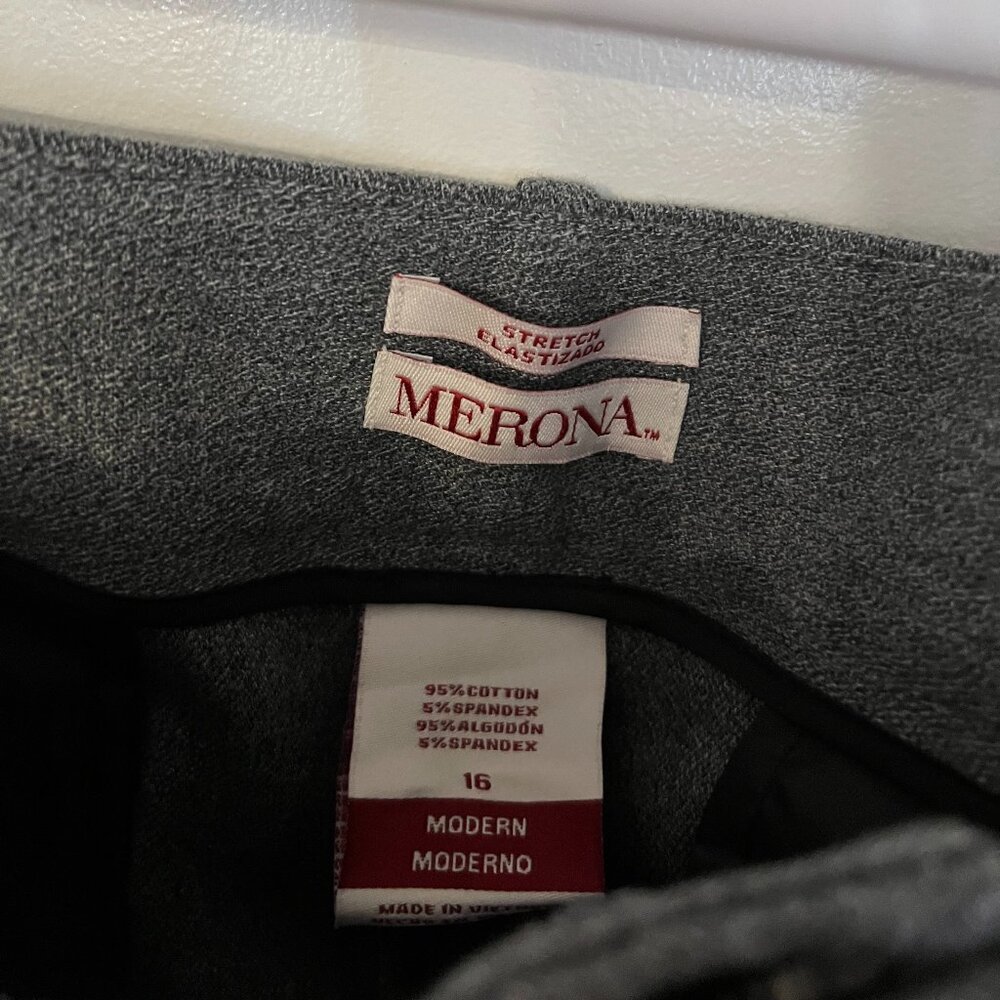 STRETCH
ELASTIZADO
MERONA™
95%COTTON
5%SPANDEX
95%ALGODÓN
5%SPANDEX
16
MODERN
MODERNO
MADE IN